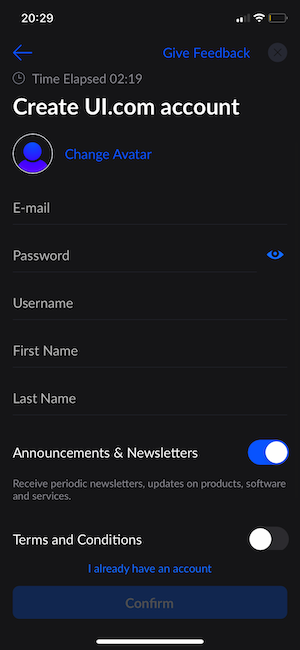 20:29
Give Feedback
Time Elapsed 02:19
Create UI.com account
Change Avatar
E-mail
Password
Username
First Name
Last Name
Announcements & Newsletters
Receive periodic newsletters, updates on products, software
and services.
Terms and Conditions
I already have an account
Confirm